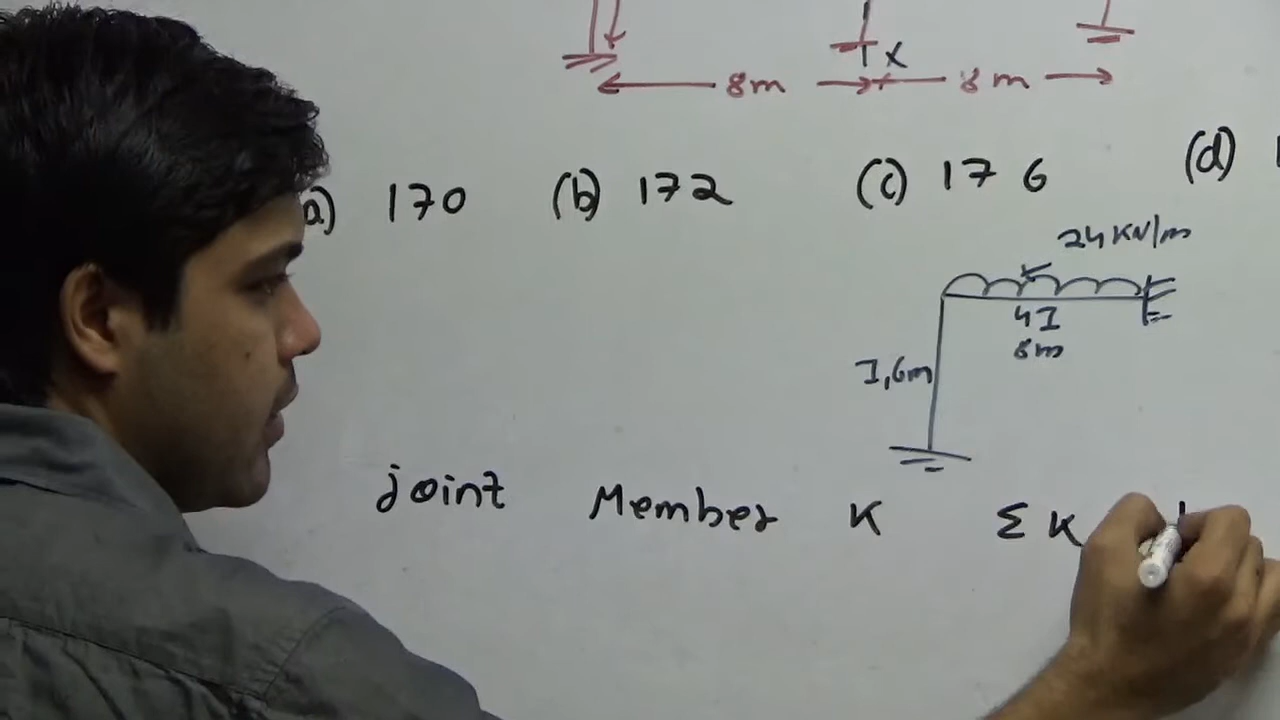 8m X 8m
a) 170 (b) 172 (c) 176 (d)
24 KN/m
4I
8m
I, 6m
joint Member K Σ K